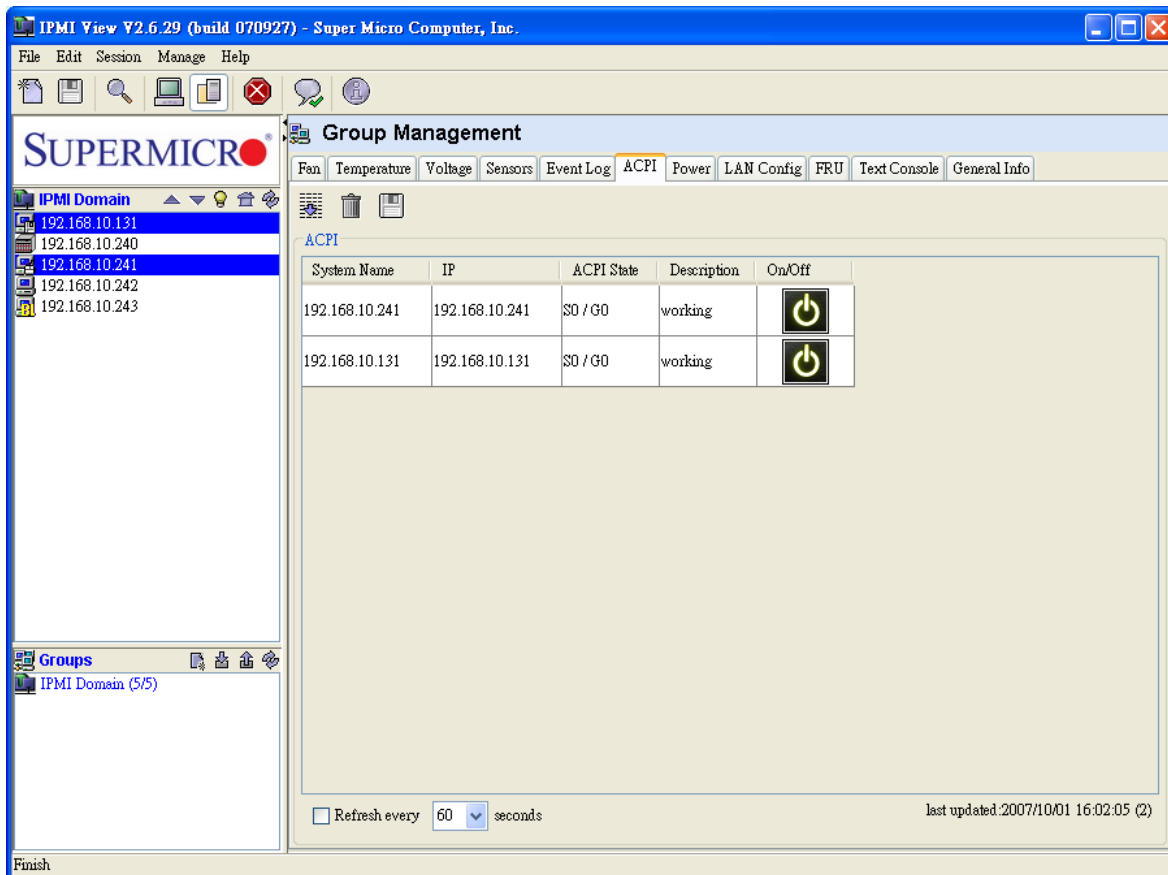 IPMI View V2.6.29 (build 070927) - Super Micro Computer, Inc.
File Edit Session Manage Help
SUPERMICRO
Group Management
Fan Temperature Voltage Sensors Event Log ACPI Power LAN Config FRU Text Console General Info
IPMI Domain
192.168.10.131
192.168.10.240
192.168.10.241
192.168.10.242
192.168.10.243
ACPI
System Name IP ACPI State Description On/Off
192.168.10.241 192.168.10.241 S0 / G0 working
192.168.10.131 192.168.10.131 S0 / G0 working
Groups
IPMI Domain (5/5)
Refresh every 60 seconds
last updated:2007/10/01 16:02:05 (2)
Finish